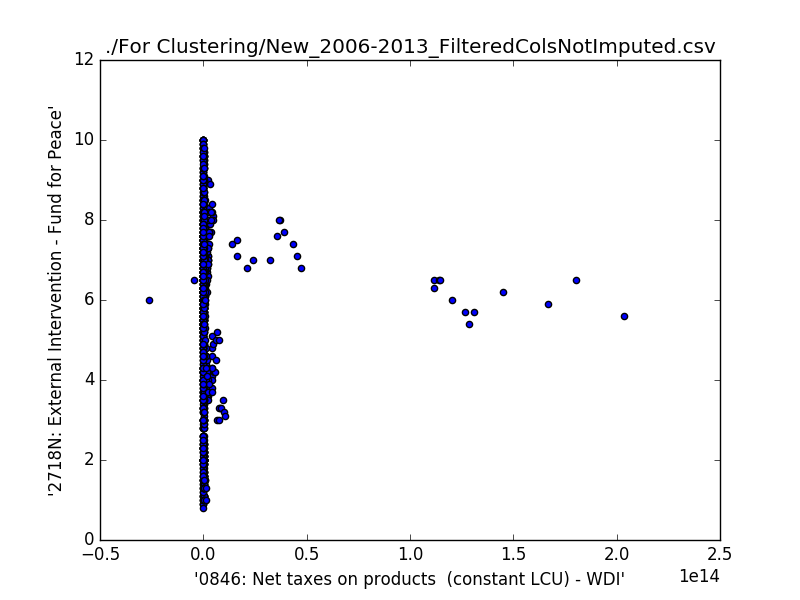 ./For Clustering/New_2006-2013_FilteredColsNotImputed.csv
12
10
8
6
4
2
0
'2718N: External Intervention - Fund for Peace'
−0.5 0.0 0.5 1.0 1.5 2.0 2.5
1e14
'0846: Net taxes on products  (constant LCU) - WDI'